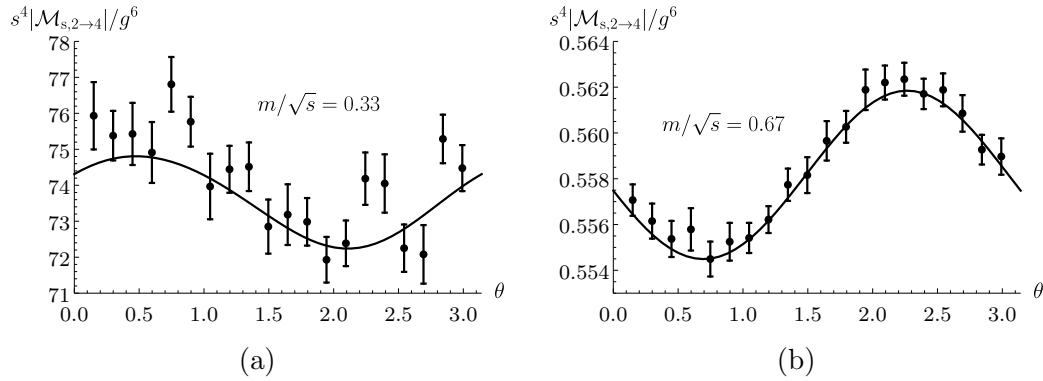 s⁴|ℳₛ,₂→₄|/g⁶
78
77
76
75
74
73
72
71
0.0 0.5 1.0 1.5 2.0 2.5 3.0
θ
m/√s = 0.33
(a)
s⁴|ℳₛ,₂→₄|/g⁶
0.564
0.562
0.560
0.558
0.556
0.554
0.0 0.5 1.0 1.5 2.0 2.5 3.0
θ
m/√s = 0.67
(b)